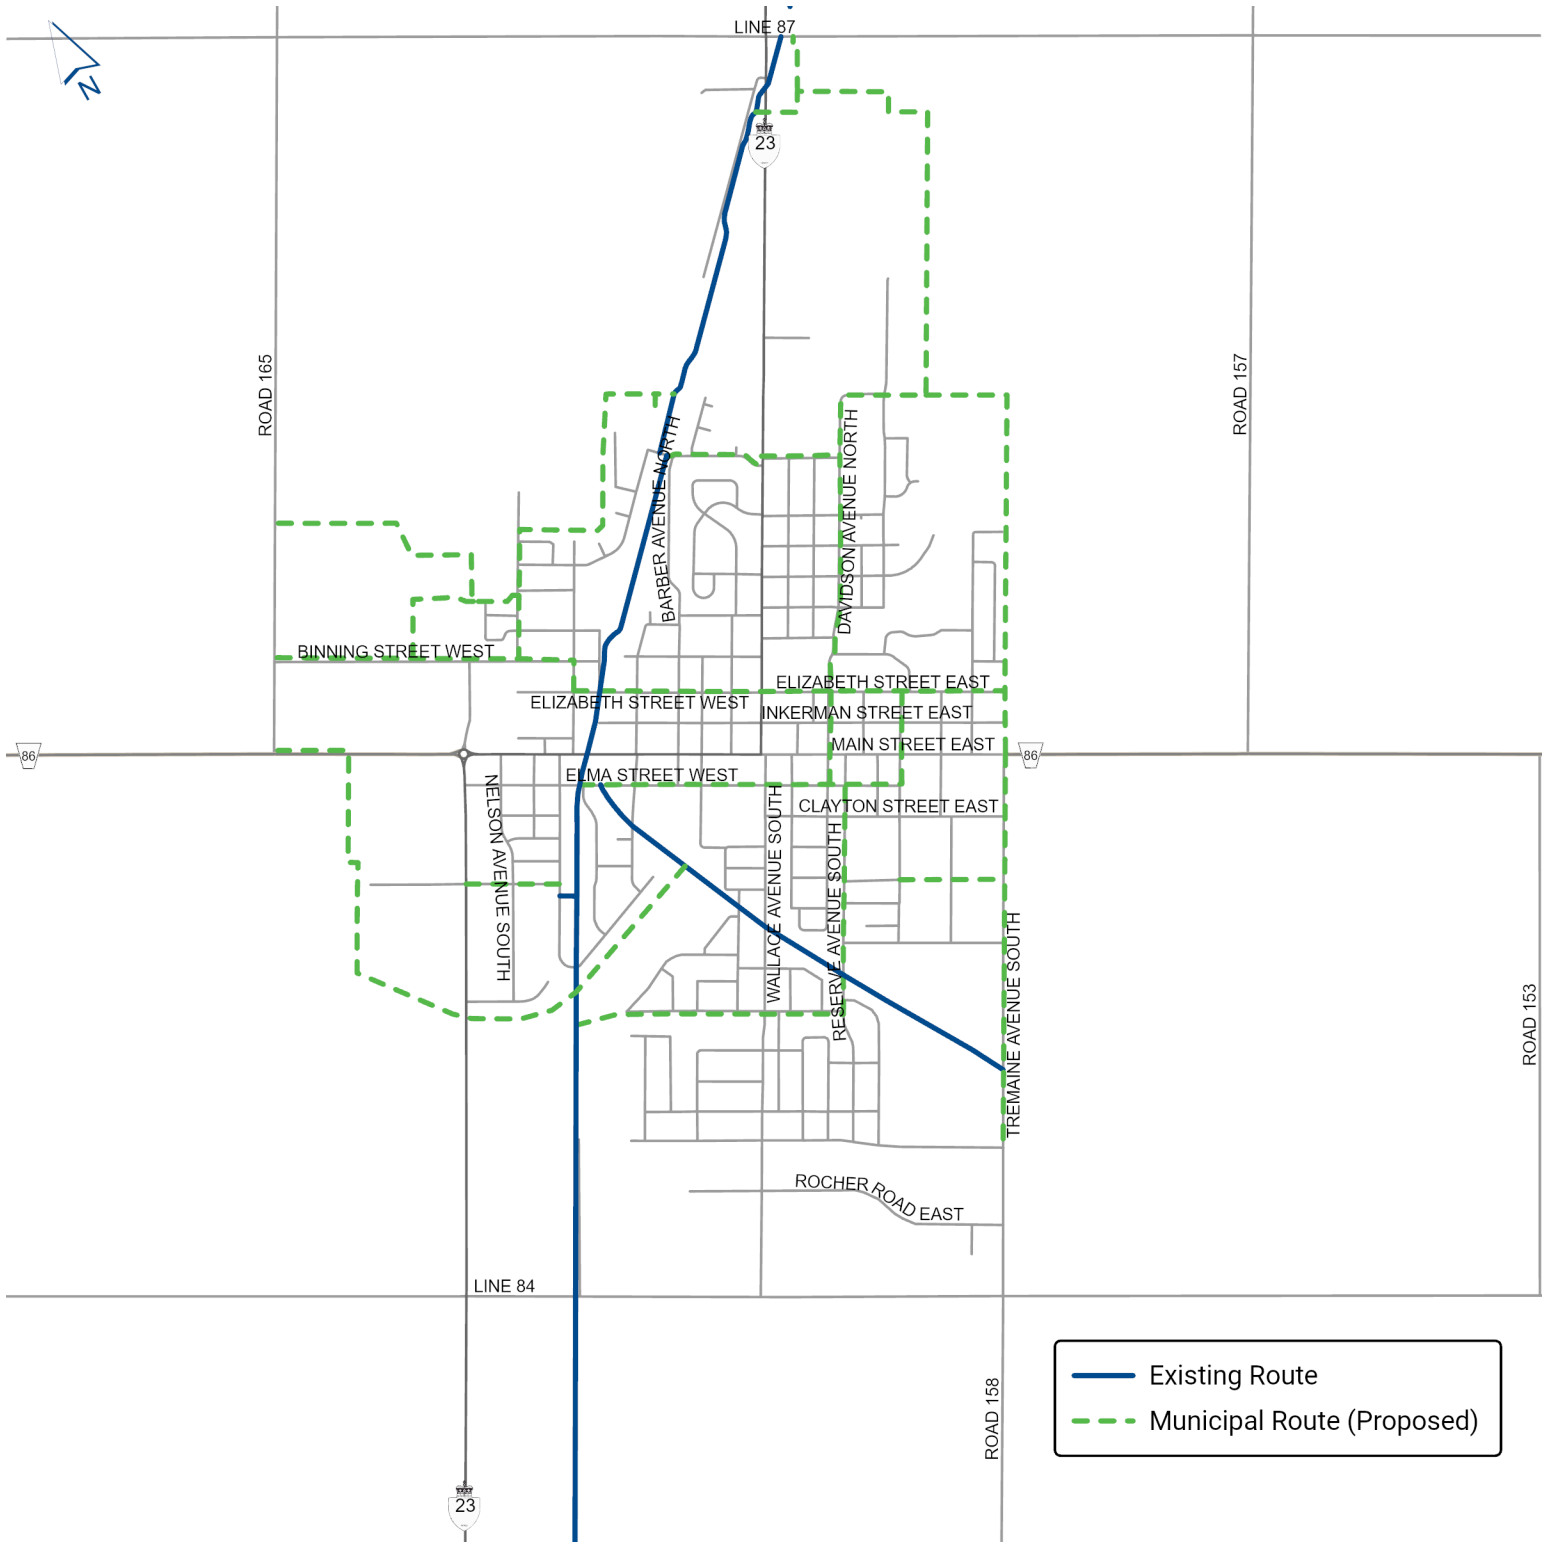 LINE 87
N
23
ROAD 165
ROAD 157
BARBER AVENUE NORTH
DAVIDSON AVENUE NORTH
BINNING STREET WEST
ELIZABETH STREET EAST
ELIZABETH STREET WEST
INKERMAN STREET EAST
MAIN STREET EAST
86
86
ELMA STREET WEST
NELSON AVENUE SOUTH
CLAYTON STREET EAST
WALLACE AVENUE SOUTH
RESERVE AVENUE SOUTH
TREMAINE AVENUE SOUTH
ROAD 153
ROCHER ROAD EAST
LINE 84
ROAD 158
23
Existing Route
Municipal Route (Proposed)